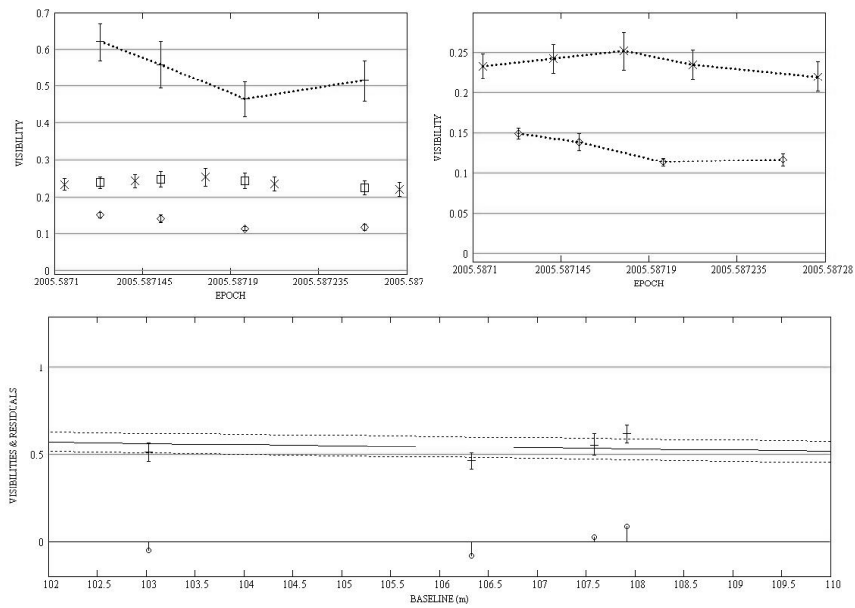 0.7
0.6
0.5
0.4
0.3
0.2
0.1
0
VISIBILITY
2005.5871 2005.587145 2005.58719 2005.587235 2005.587
EPOCH
0.25
0.2
0.15
0.1
0.05
0
VISIBILITY
2005.5871 2005.587145 2005.58719 2005.587235 2005.58728
EPOCH
1
0.5
0
VISIBILITIES & RESIDUALS
102 102.5 103 103.5 104 104.5 105 105.5 106 106.5 107 107.5 108 108.5 109 109.5 110
BASELINE (m)